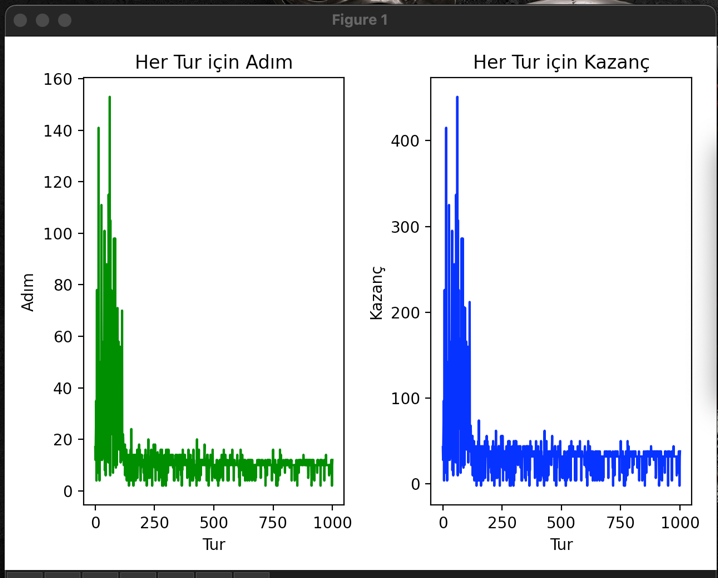 Figure 1
Her Tur için Adım
160
140
120
100
80
60
40
20
0
Adım
0 250 500 750 1000
Tur
Her Tur için Kazanç
400
300
200
100
0
Kazanç
0 250 500 750 1000
Tur